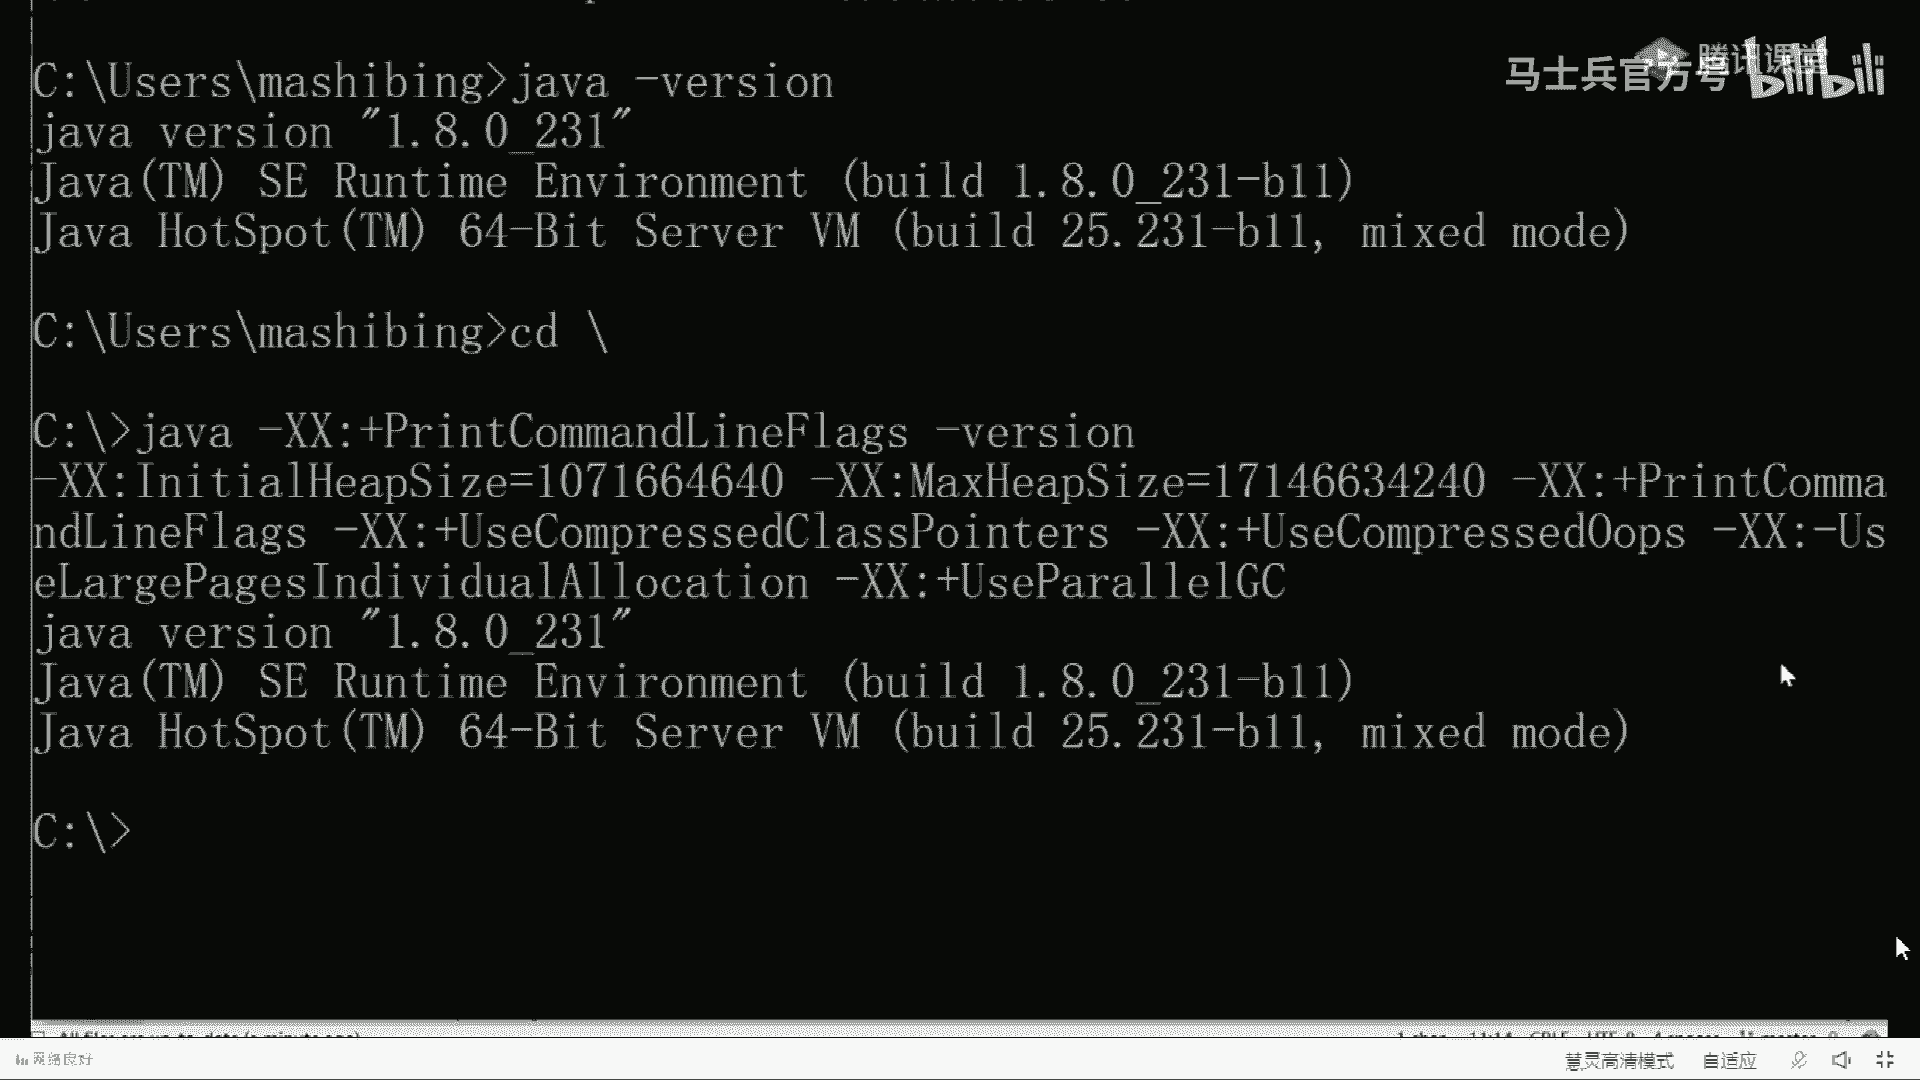 C:\Users\mashibing>java -version
java version "1.8.0_231"
Java(TM) SE Runtime Environment (build 1.8.0_231-b11)
Java HotSpot(TM) 64-Bit Server VM (build 25.231-b11, mixed mode)
C:\Users\mashibing>cd \
C:\>java -XX:+PrintCommandLineFlags -version
-XX:InitialHeapSize=1071664640 -XX:MaxHeapSize=17146634240 -XX:+PrintComma
ndLineFlags -XX:+UseCompressedClassPointers -XX:+UseCompressedOops -XX:-Us
eLargePagesIndividualAllocation -XX:+UseParallelGC
java version "1.8.0_231"
Java(TM) SE Runtime Environment (build 1.8.0_231-b11)
Java HotSpot(TM) 64-Bit Server VM (build 25.231-b11, mixed mode)
C:\>
马士兵官方号 bilibili
腾讯课堂
网络良好
慧灵高清模式 自适应